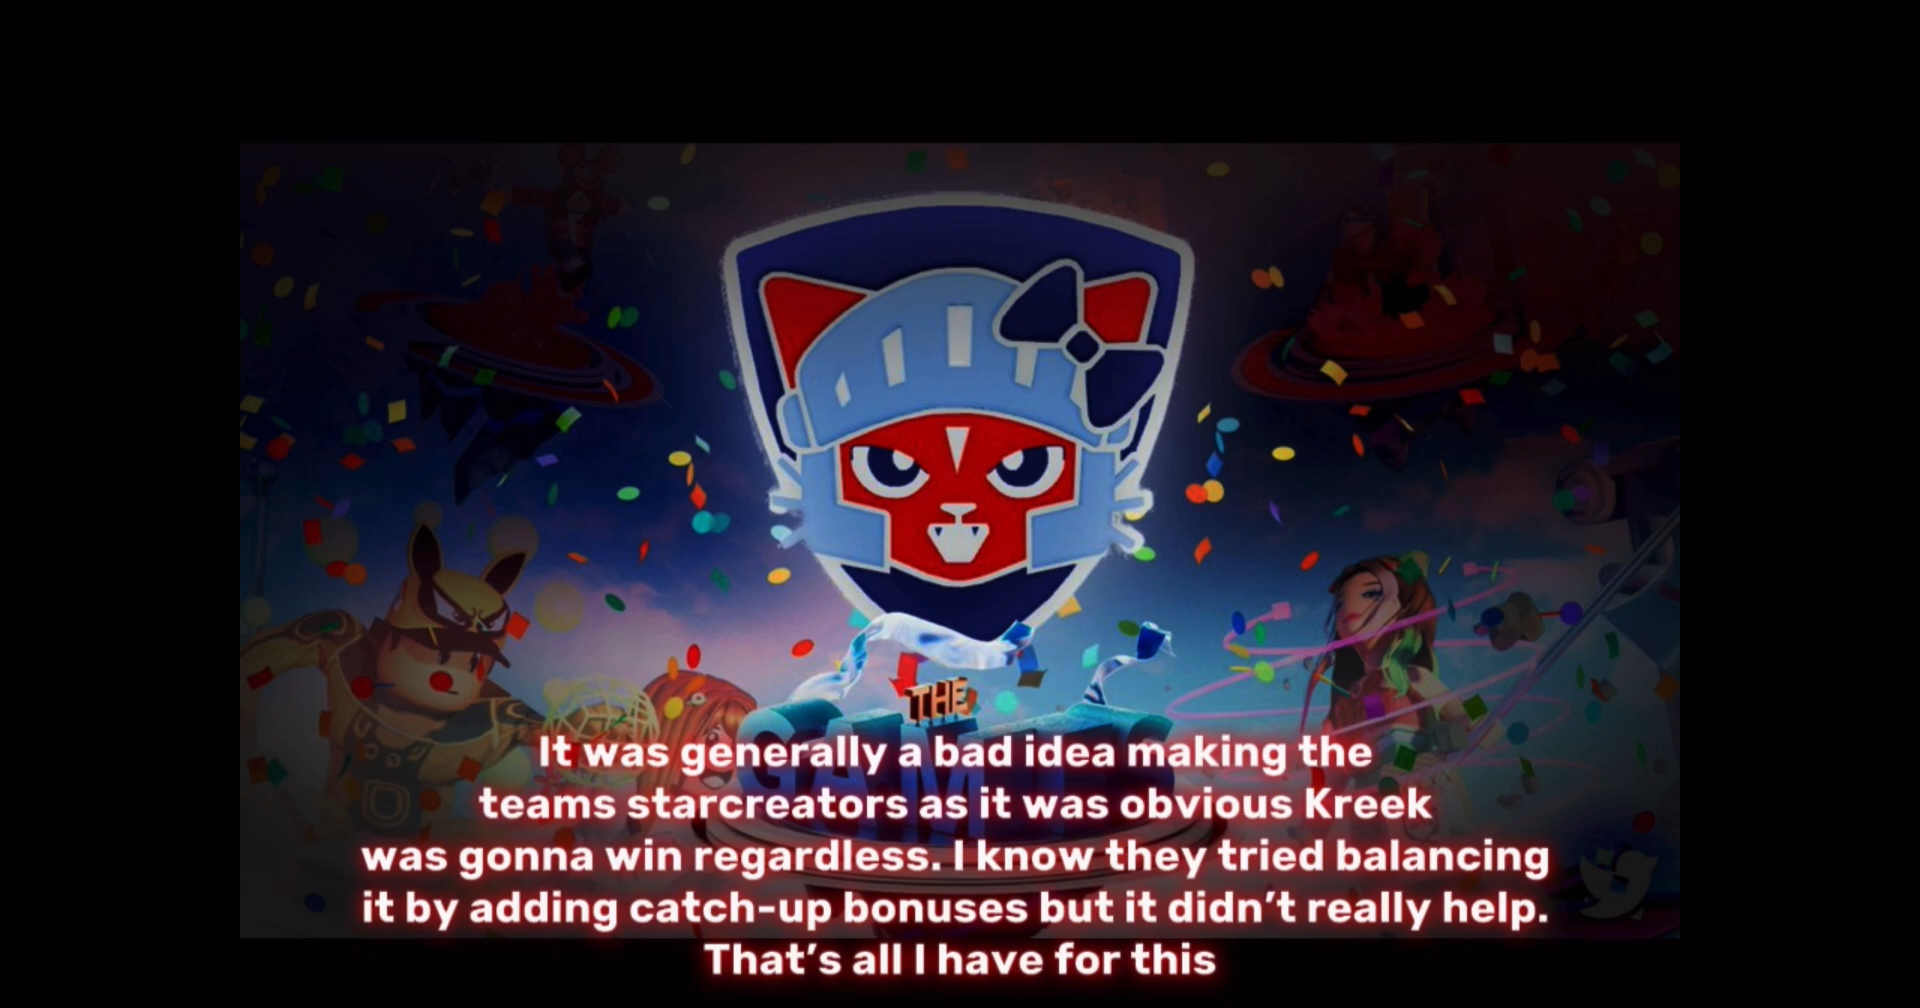 THE
GAMES
It was generally a bad idea making the
teams starcreators as it was obvious Kreek
was gonna win regardless. I know they tried balancing
it by adding catch-up bonuses but it didn’t really help.
That’s all I have for this